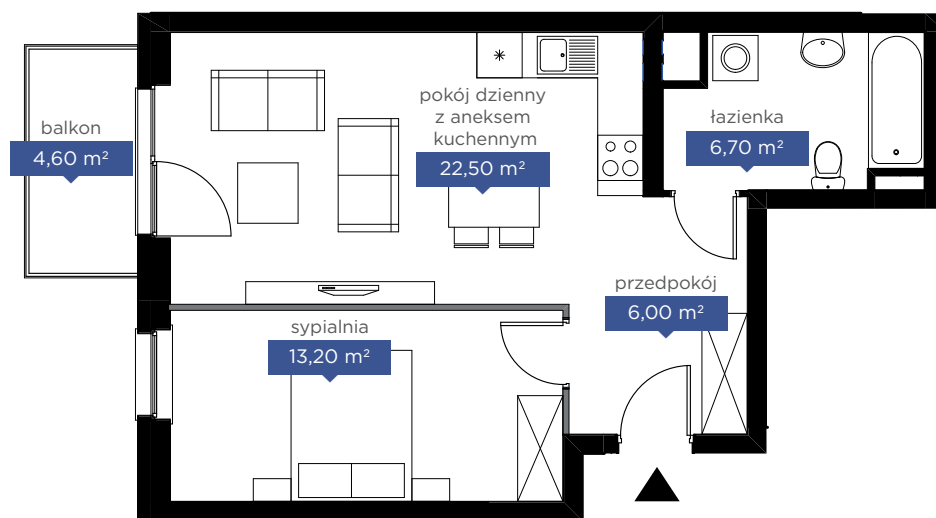 balkon
4,60 m²
pokój dzienny
z aneksem
kuchennym
22,50 m²
łazienka
6,70 m²
przedpokój
6,00 m²
sypialnia
13,20 m²